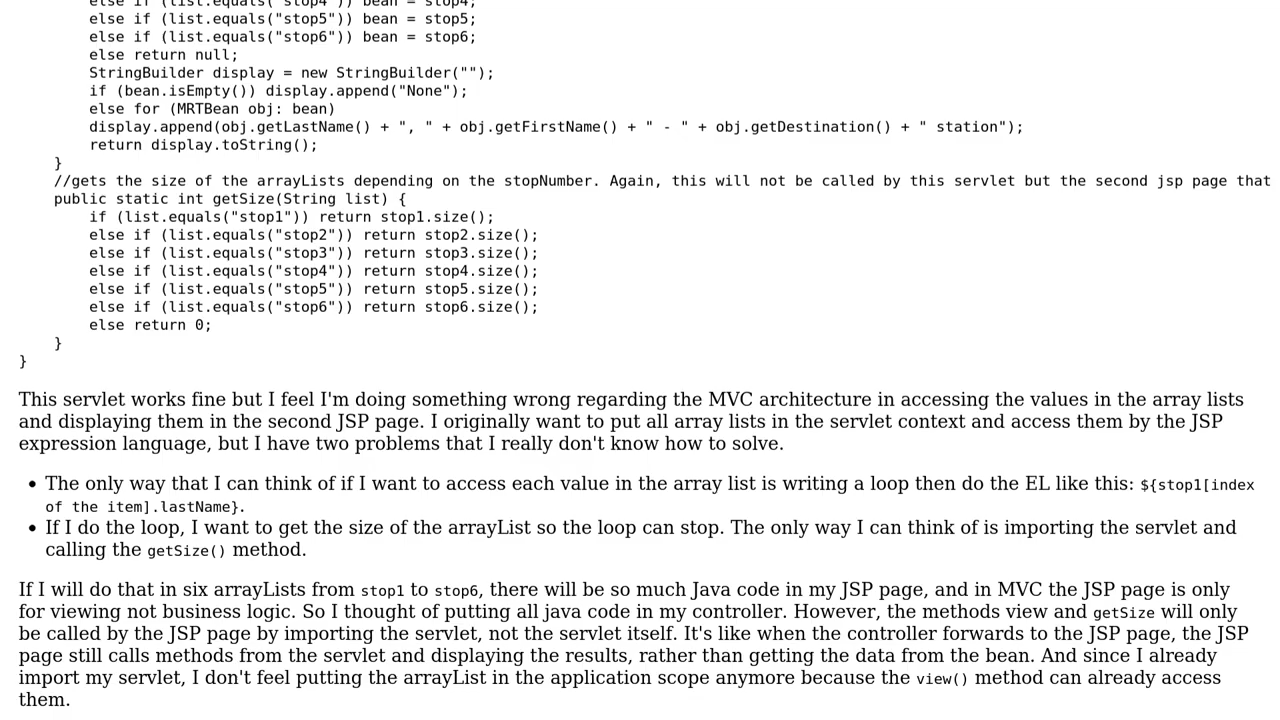 else if (list.equals("stop4")) bean = stop4;
else if (list.equals("stop5")) bean = stop5;
else if (list.equals("stop6")) bean = stop6;
else return null;
StringBuilder display = new StringBuilder("");
if (bean.isEmpty()) display.append("None");
else for (MRTBean obj: bean)
display.append(obj.getLastName() + ", " + obj.getFirstName() + " - " + obj.getDestination() + " station");
return display.toString();
}
//gets the size of the arrayLists depending on the stopNumber. Again, this will not be called by this servlet but the second jsp page that
public static int getSize(String list) {
if (list.equals("stop1")) return stop1.size();
else if (list.equals("stop2")) return stop2.size();
else if (list.equals("stop3")) return stop3.size();
else if (list.equals("stop4")) return stop4.size();
else if (list.equals("stop5")) return stop5.size();
else if (list.equals("stop6")) return stop6.size();
else return 0;
}
}
This servlet works fine but I feel I'm doing something wrong regarding the MVC architecture in accessing the values in the array lists
and displaying them in the second JSP page. I originally want to put all array lists in the servlet context and access them by the JSP
expression language, but I have two problems that I really don't know how to solve.
• The only way that I can think of if I want to access each value in the array list is writing a loop then do the EL like this: ${stop1[index
of the item].lastName}.
• If I do the loop, I want to get the size of the arrayList so the loop can stop. The only way I can think of is importing the servlet and
calling the getSize() method.
If I will do that in six arrayLists from stop1 to stop6, there will be so much Java code in my JSP page, and in MVC the JSP page is only
for viewing not business logic. So I thought of putting all java code in my controller. However, the methods view and getSize will only
be called by the JSP page by importing the servlet, not the servlet itself. It's like when the controller forwards to the JSP page, the JSP
page still calls methods from the servlet and displaying the results, rather than getting the data from the bean. And since I already
import my servlet, I don't feel putting the arrayList in the application scope anymore because the view() method can already access
them.